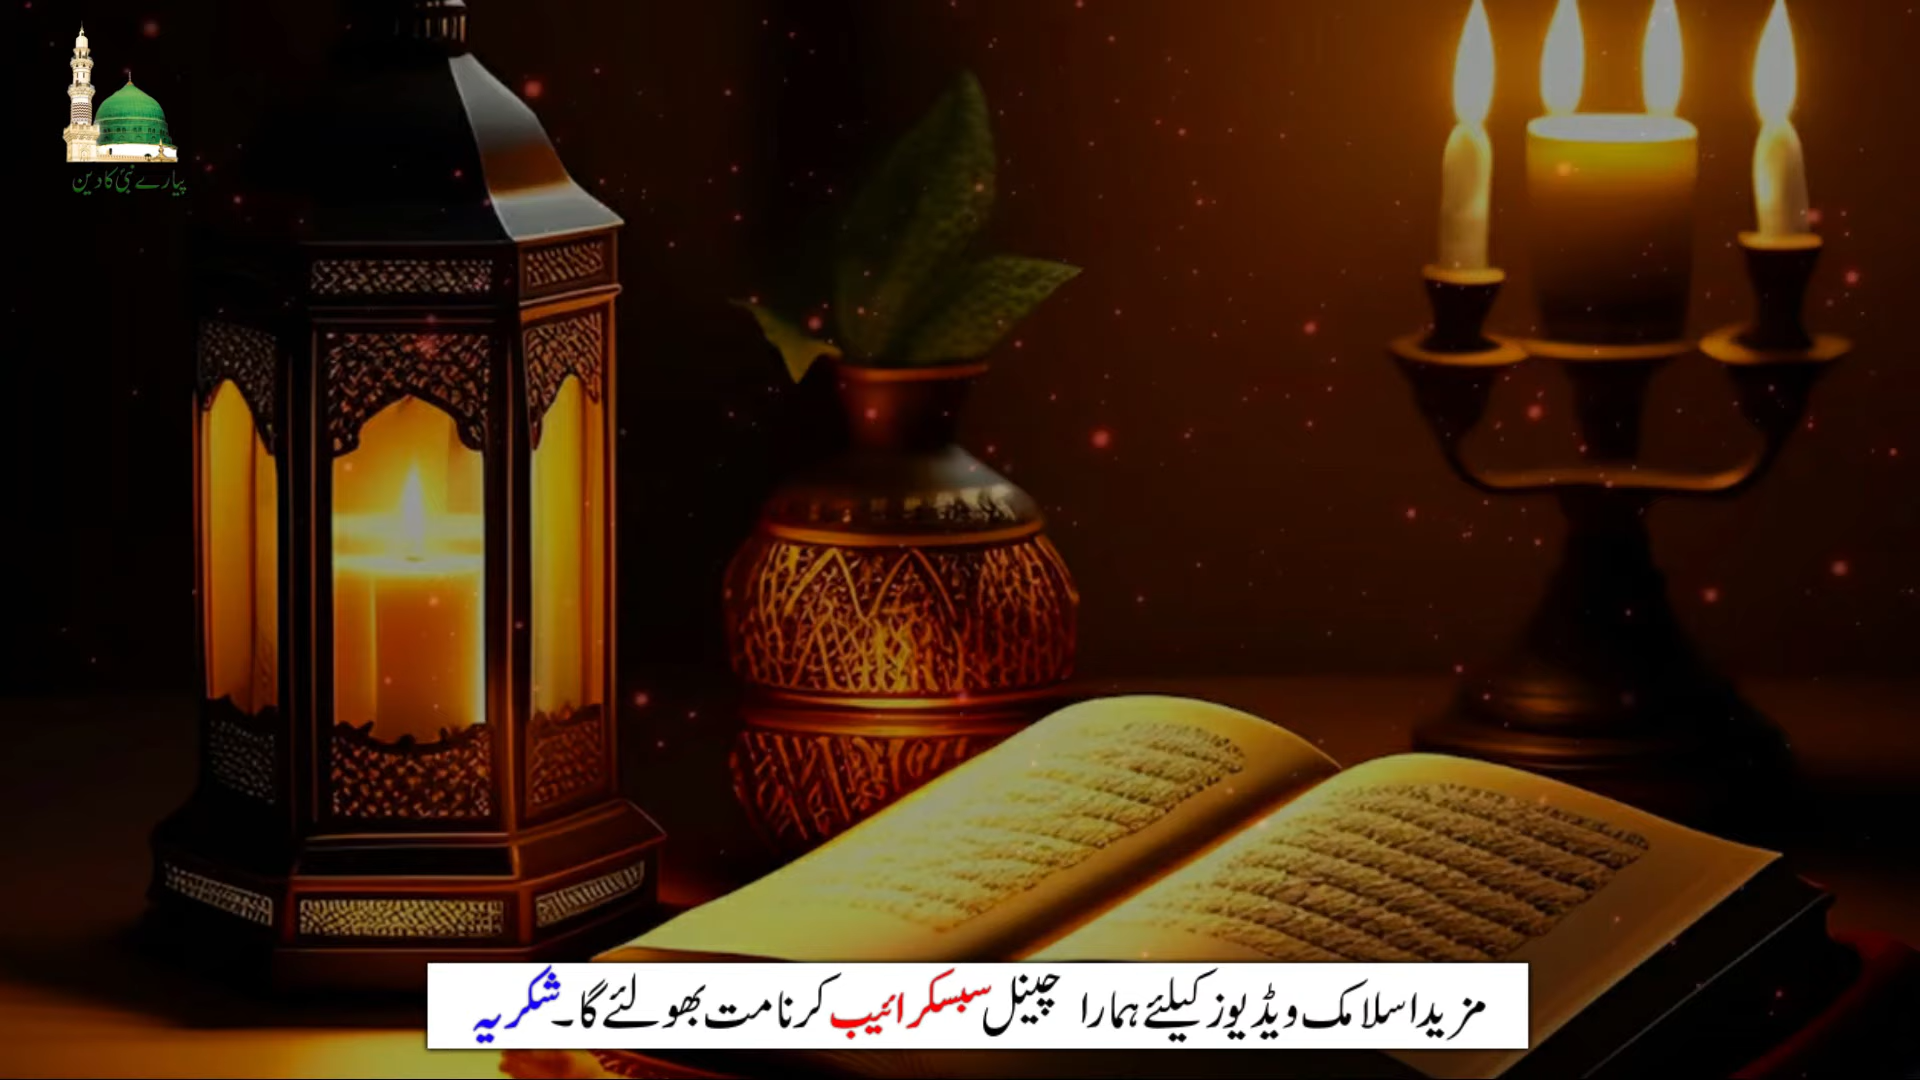 پیارے نبیؐ کا دین
مزید اسلامک ویڈیوز کیلئے ہمارا چینل سبسکرائیب کرنا مت بھولئے گا۔ شکریہ